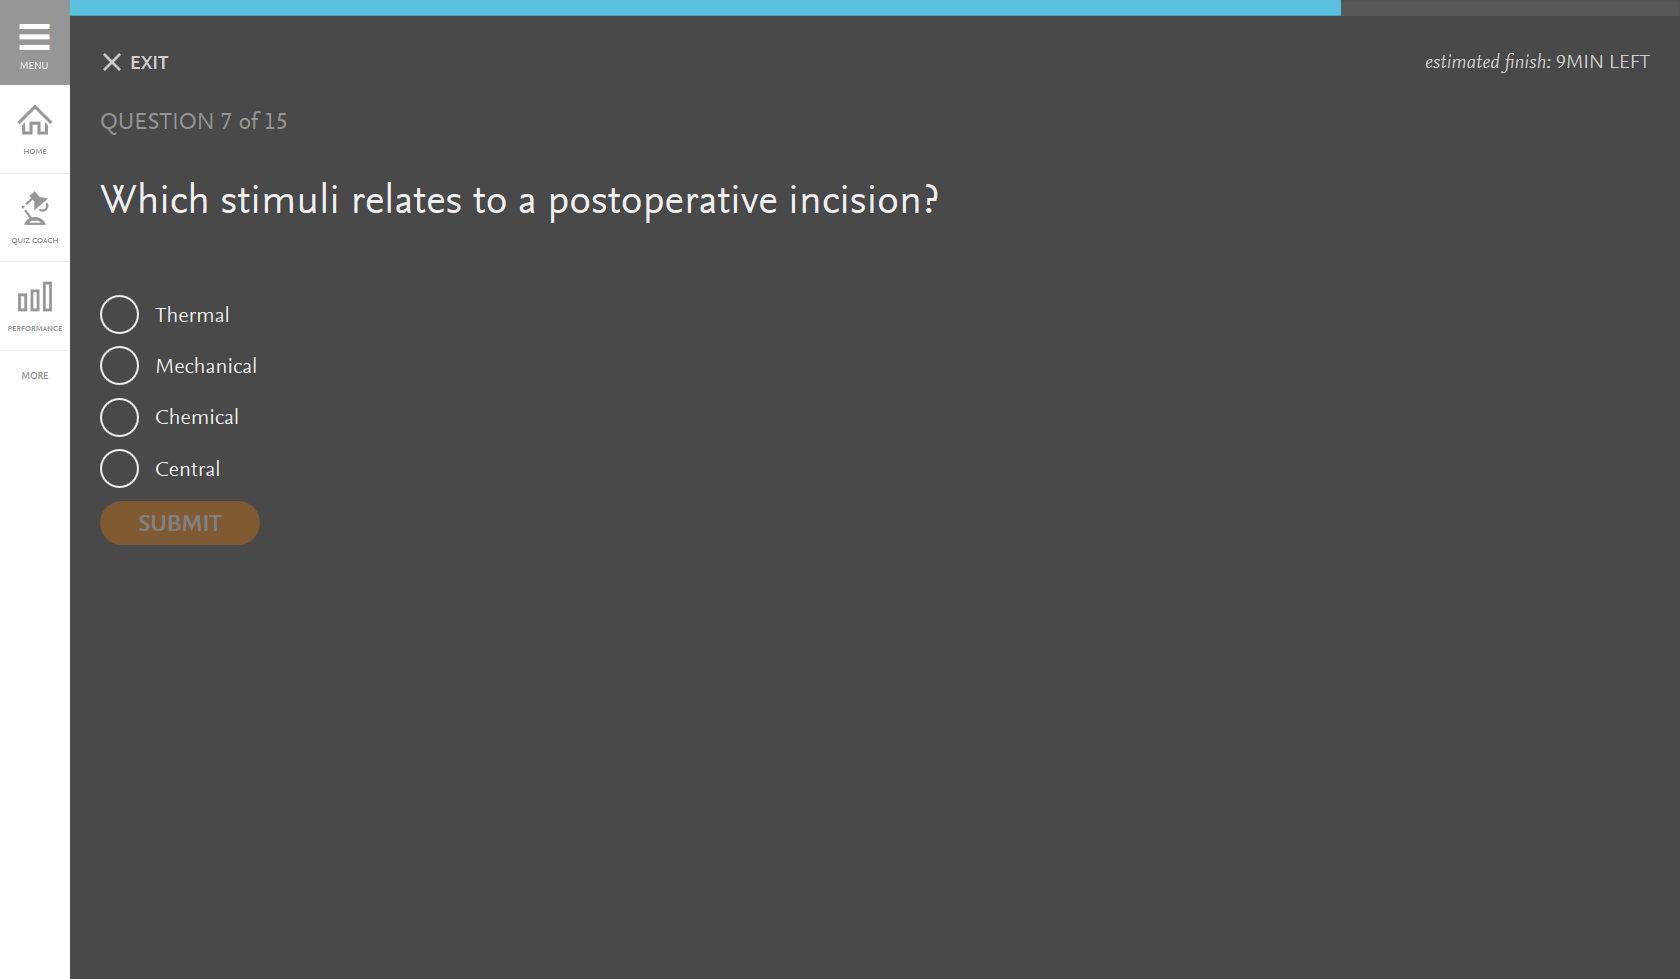 MENU
HOME
QUIZ COACH
PERFORMANCE
MORE
EXIT
estimated finish: 9MIN LEFT
QUESTION 7 of 15
Which stimuli relates to a postoperative incision?
Thermal
Mechanical
Chemical
Central
SUBMIT